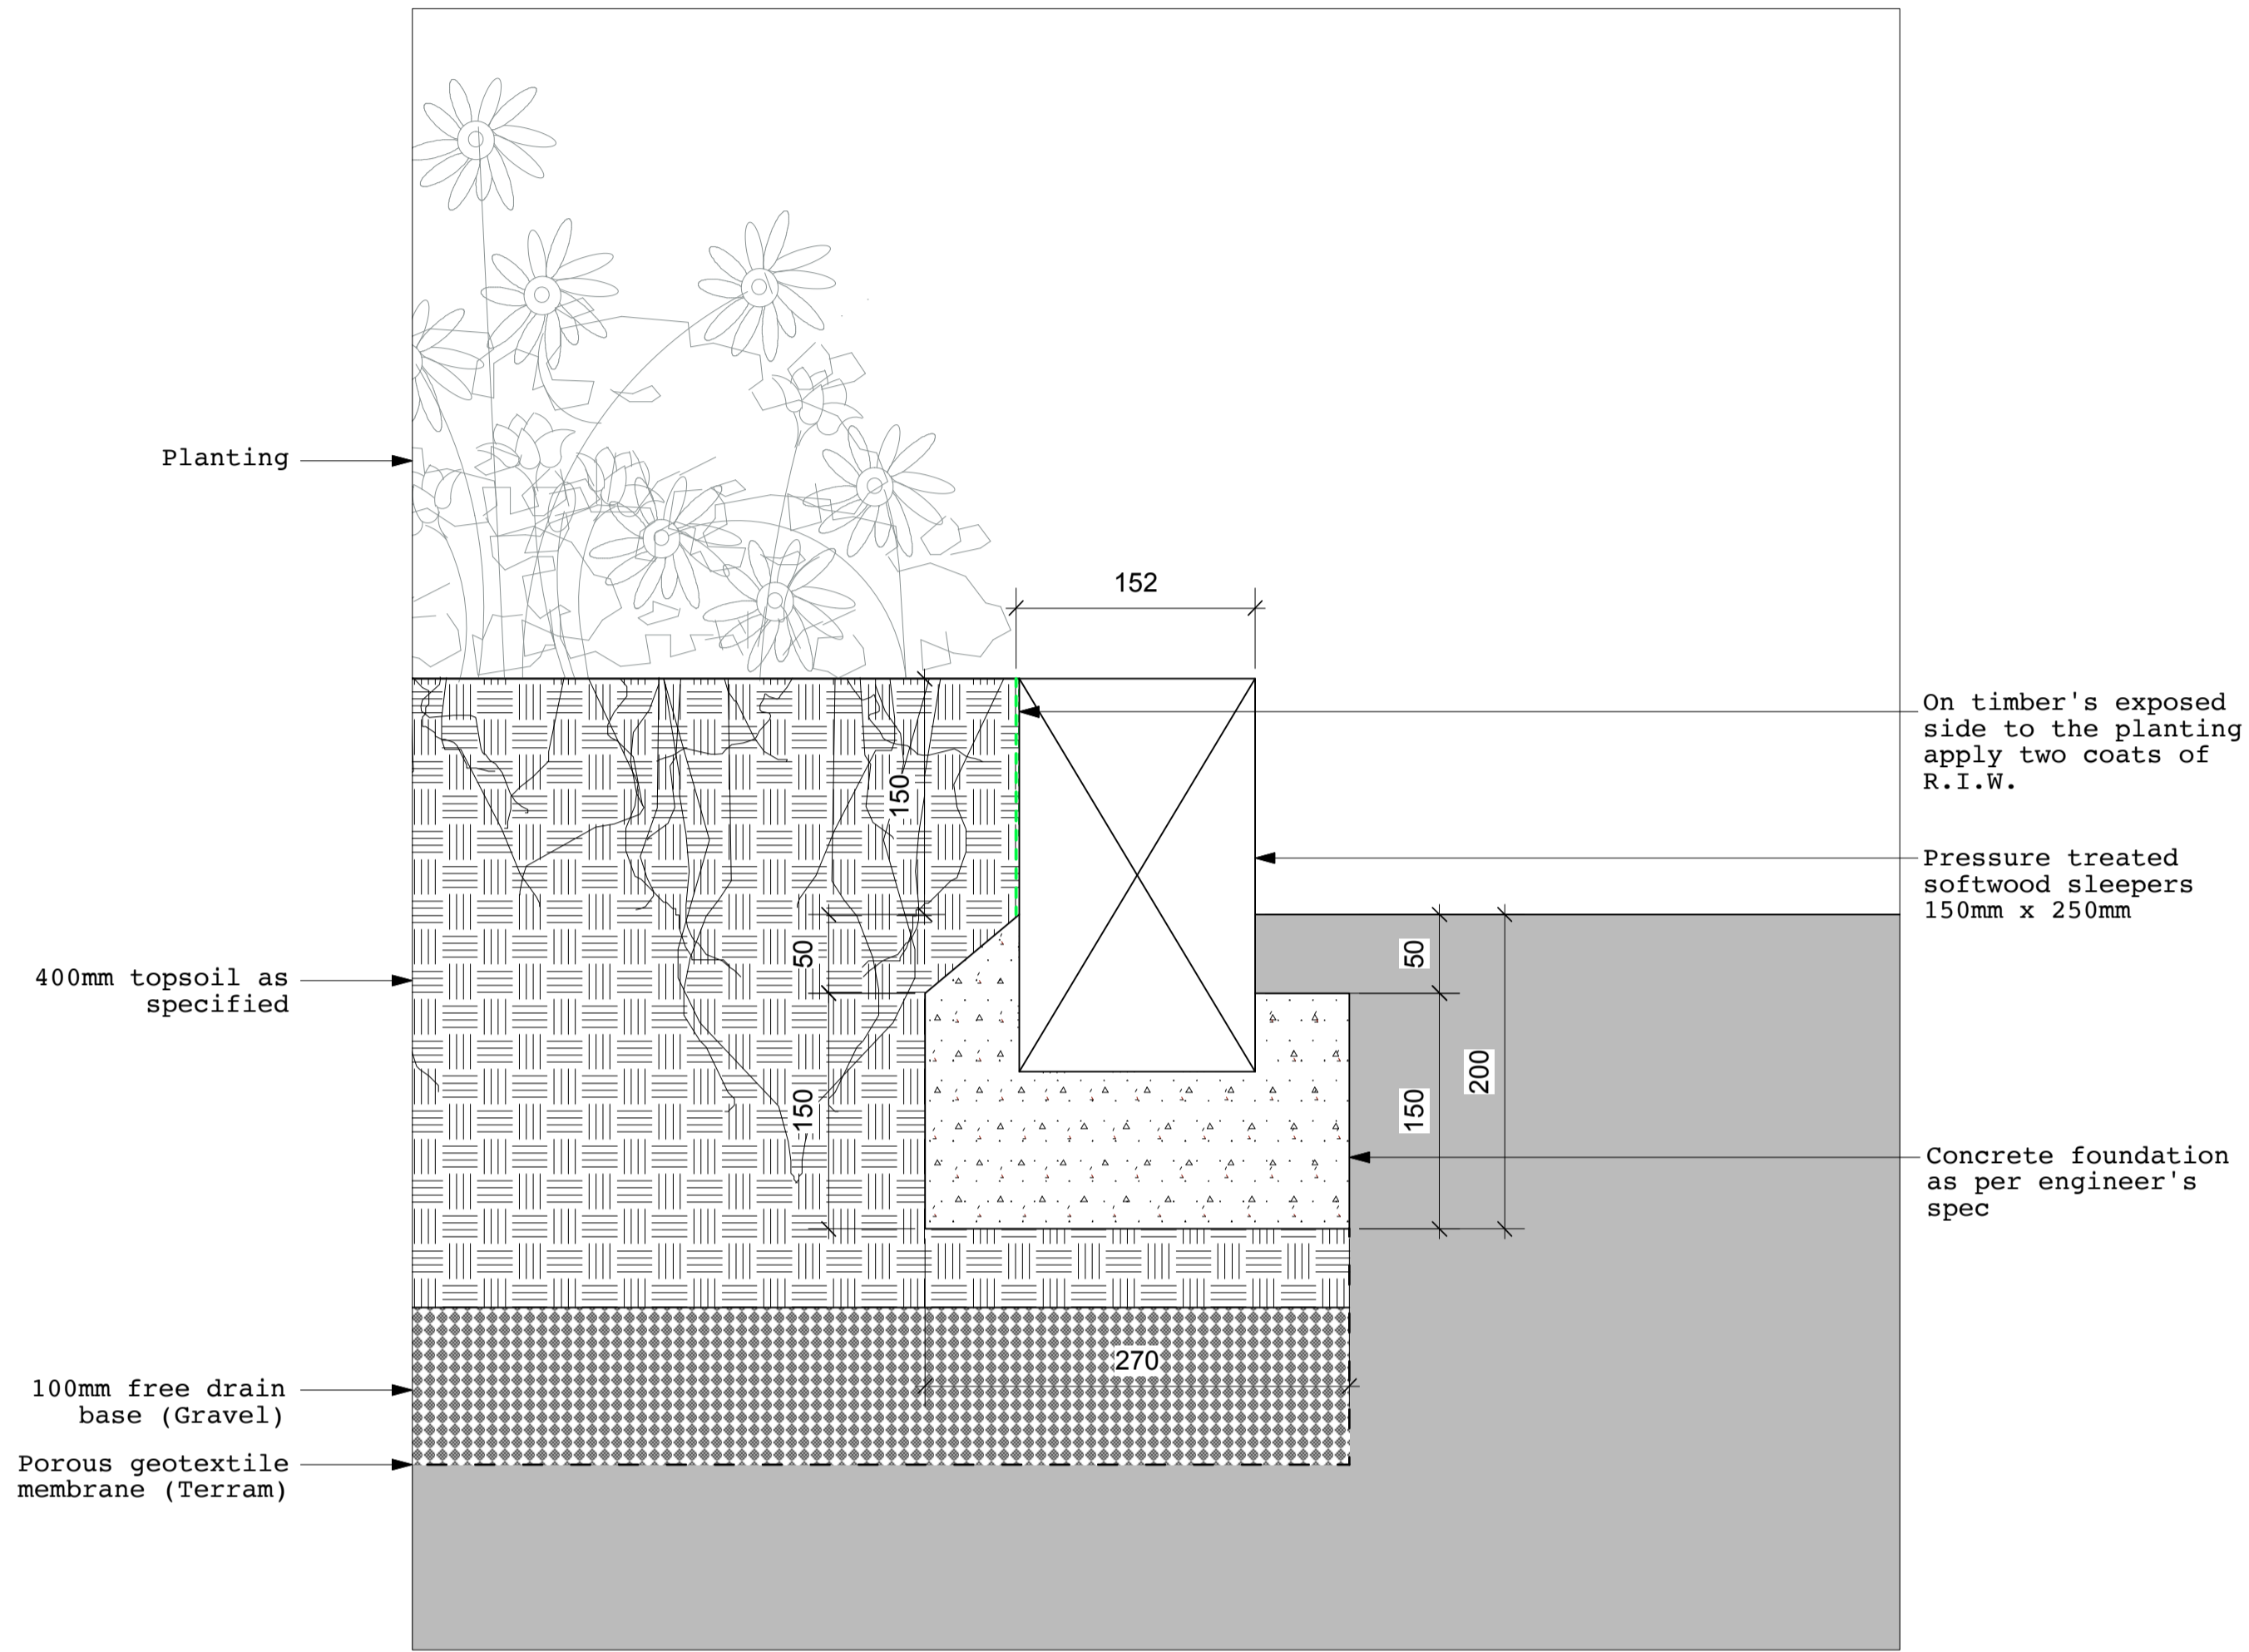 Planting
152
On timber's exposed
side to the planting
apply two coats of
R.I.W.
150
Pressure treated
softwood sleepers
150mm x 250mm
50
50
400mm topsoil as
specified
200
150
150
Concrete foundation
as per engineer's
spec
270
100mm free drain
base (Gravel)
Porous geotextile
membrane (Terram)